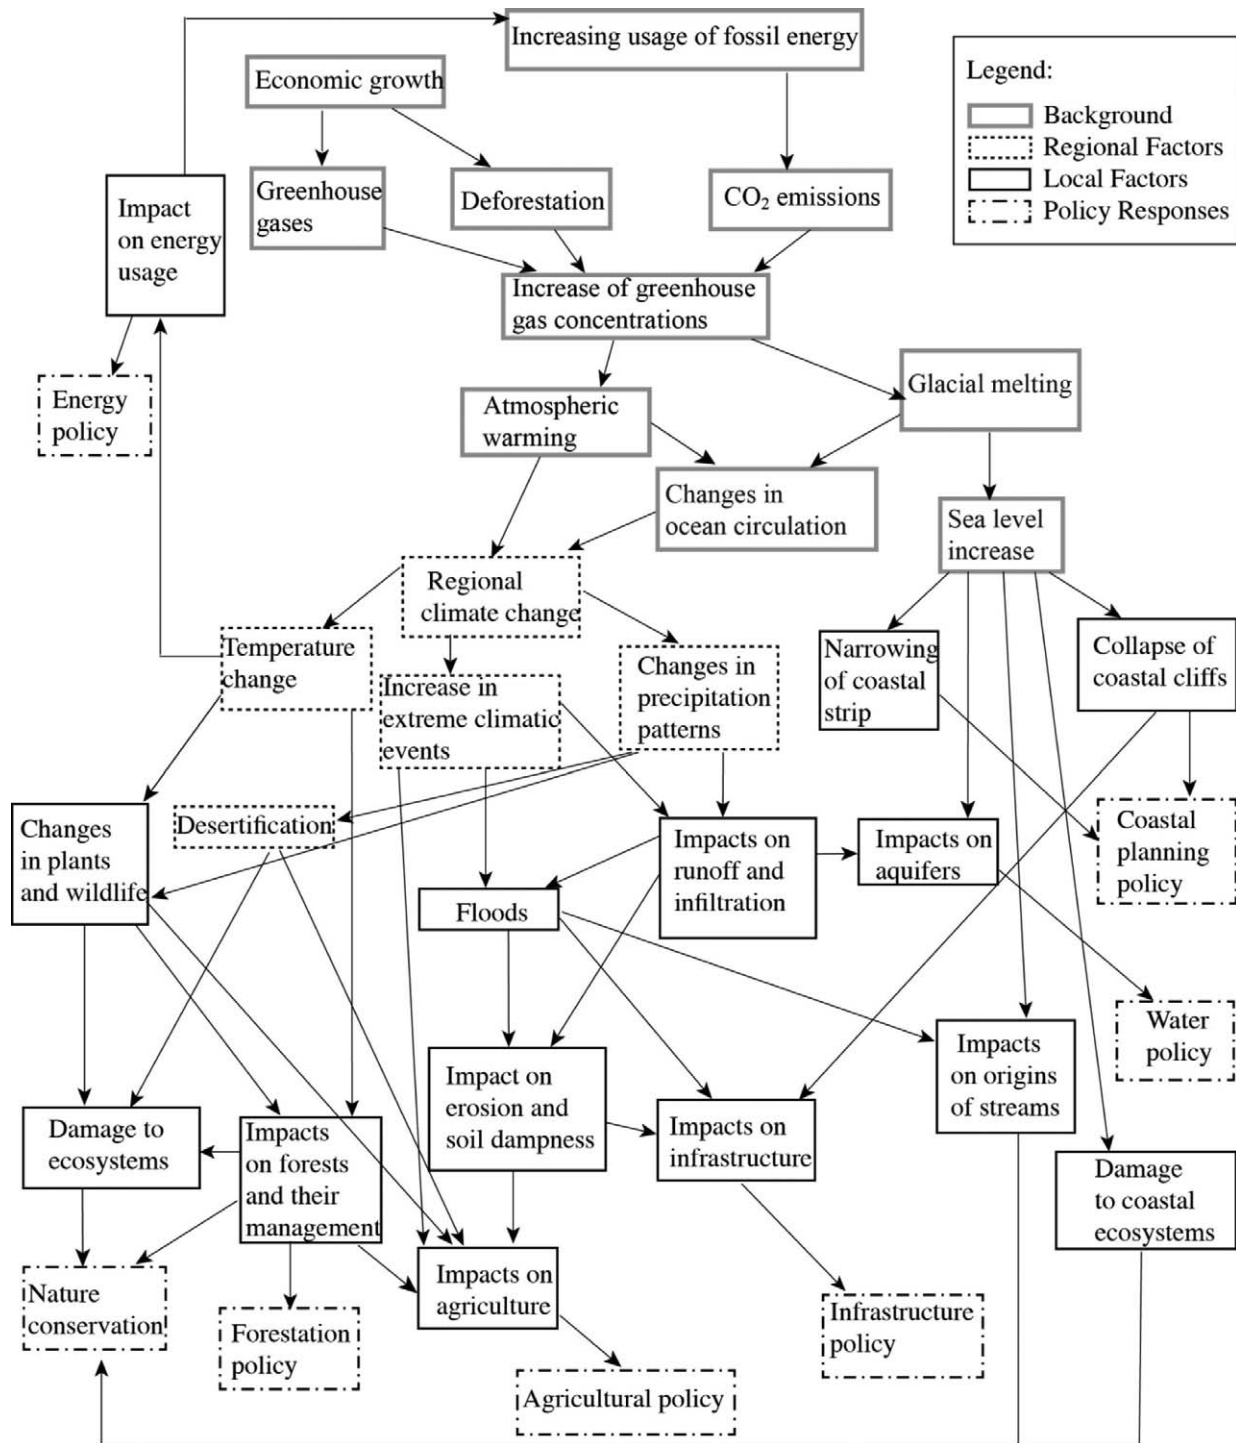 Increasing usage of fossil energy
Economic growth
Legend:
Background
Regional Factors
Local Factors
Policy Responses
Greenhouse
gases
Deforestation
CO₂ emissions
Impact
on energy
usage
Increase of greenhouse
gas concentrations
Energy
policy
Atmospheric
warming
Glacial melting
Changes in
ocean circulation
Sea level
increase
Regional
climate change
Temperature
change
Increase in
extreme climatic
events
Changes in
precipitation
patterns
Narrowing
of coastal
strip
Collapse of
coastal cliffs
Changes
in plants
and wildlife
Desertification
Floods
Impacts on
runoff and
infiltration
Impacts on
aquifers
Coastal
planning
policy
Water
policy
Impacts
on origins
of streams
Impact on
erosion and
soil dampness
Impacts on
infrastructure
Damage to
ecosystems
Impacts
on forests
and their
management
Damage
to coastal
ecosystems
Impacts on
agriculture
Nature
conservation
Forestation
policy
Agricultural policy
Infrastructure
policy